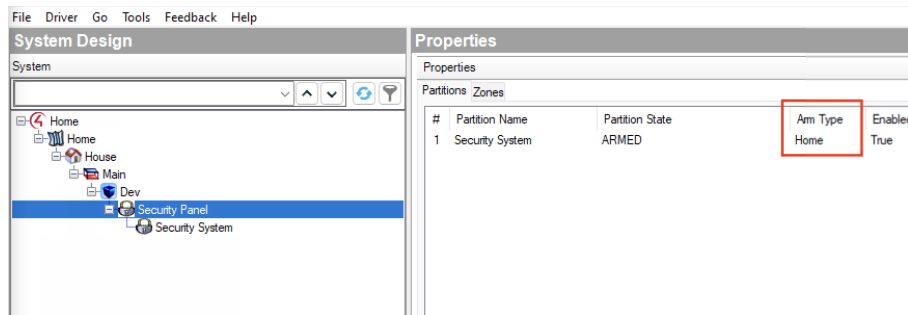 File Driver Go Tools Feedback Help
System Design
System
Home
Home
House
Main
Dev
Security Panel
Security System
Properties
Properties
Partitions Zones
# Partition Name Partition State Arm Type Enabled
1 Security System ARMED Home True